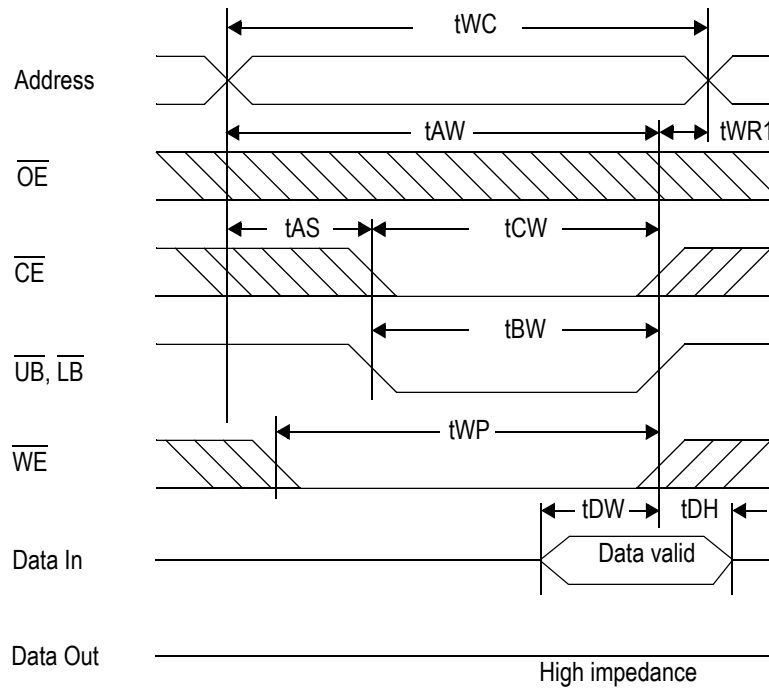 tWC
Address
tAW
tWR1
OE
tAS
tCW
CE
tBW
UB, LB
tWP
WE
tDW
tDH
Data In
Data valid
Data Out
High impedance